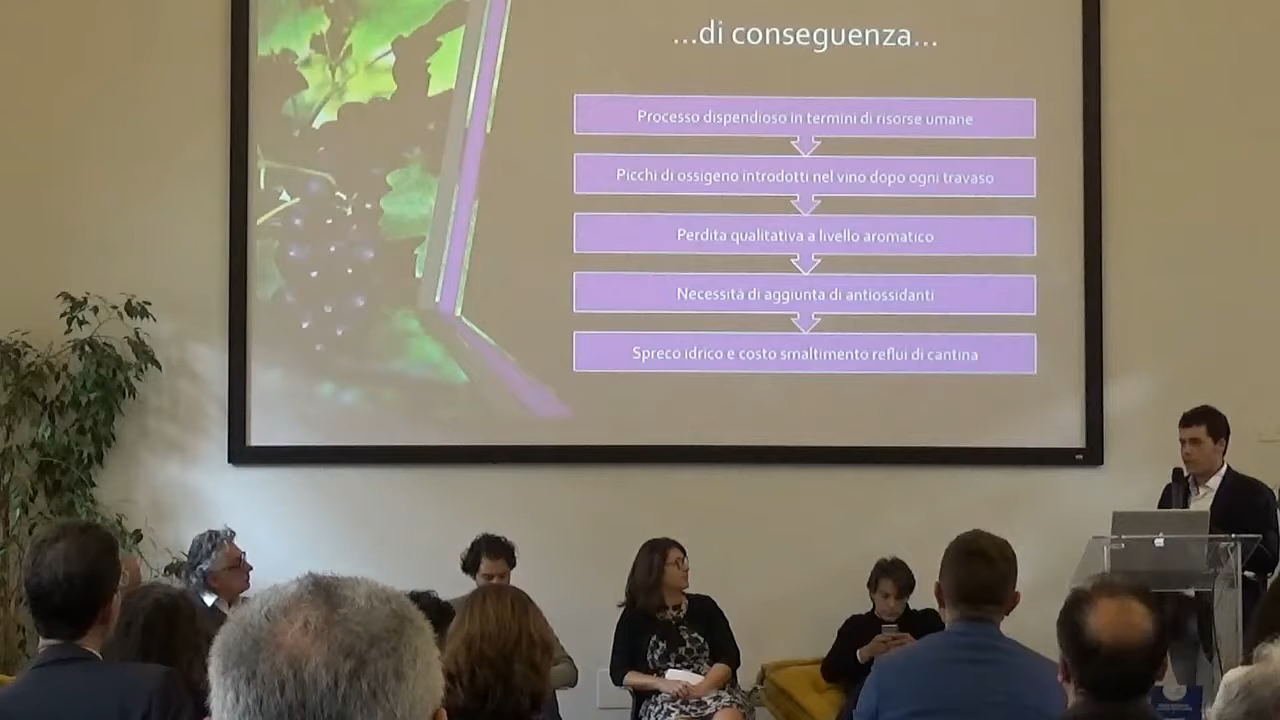 ...di conseguenza...
Processo dispendioso in termini di risorse umane
Picchi di ossigeno introdotti nel vino dopo ogni travaso
Perdita qualitativa a livello aromatico
Necessità di aggiunta di antiossidanti
Spreco idrico e costo smaltimento reflui di cantina